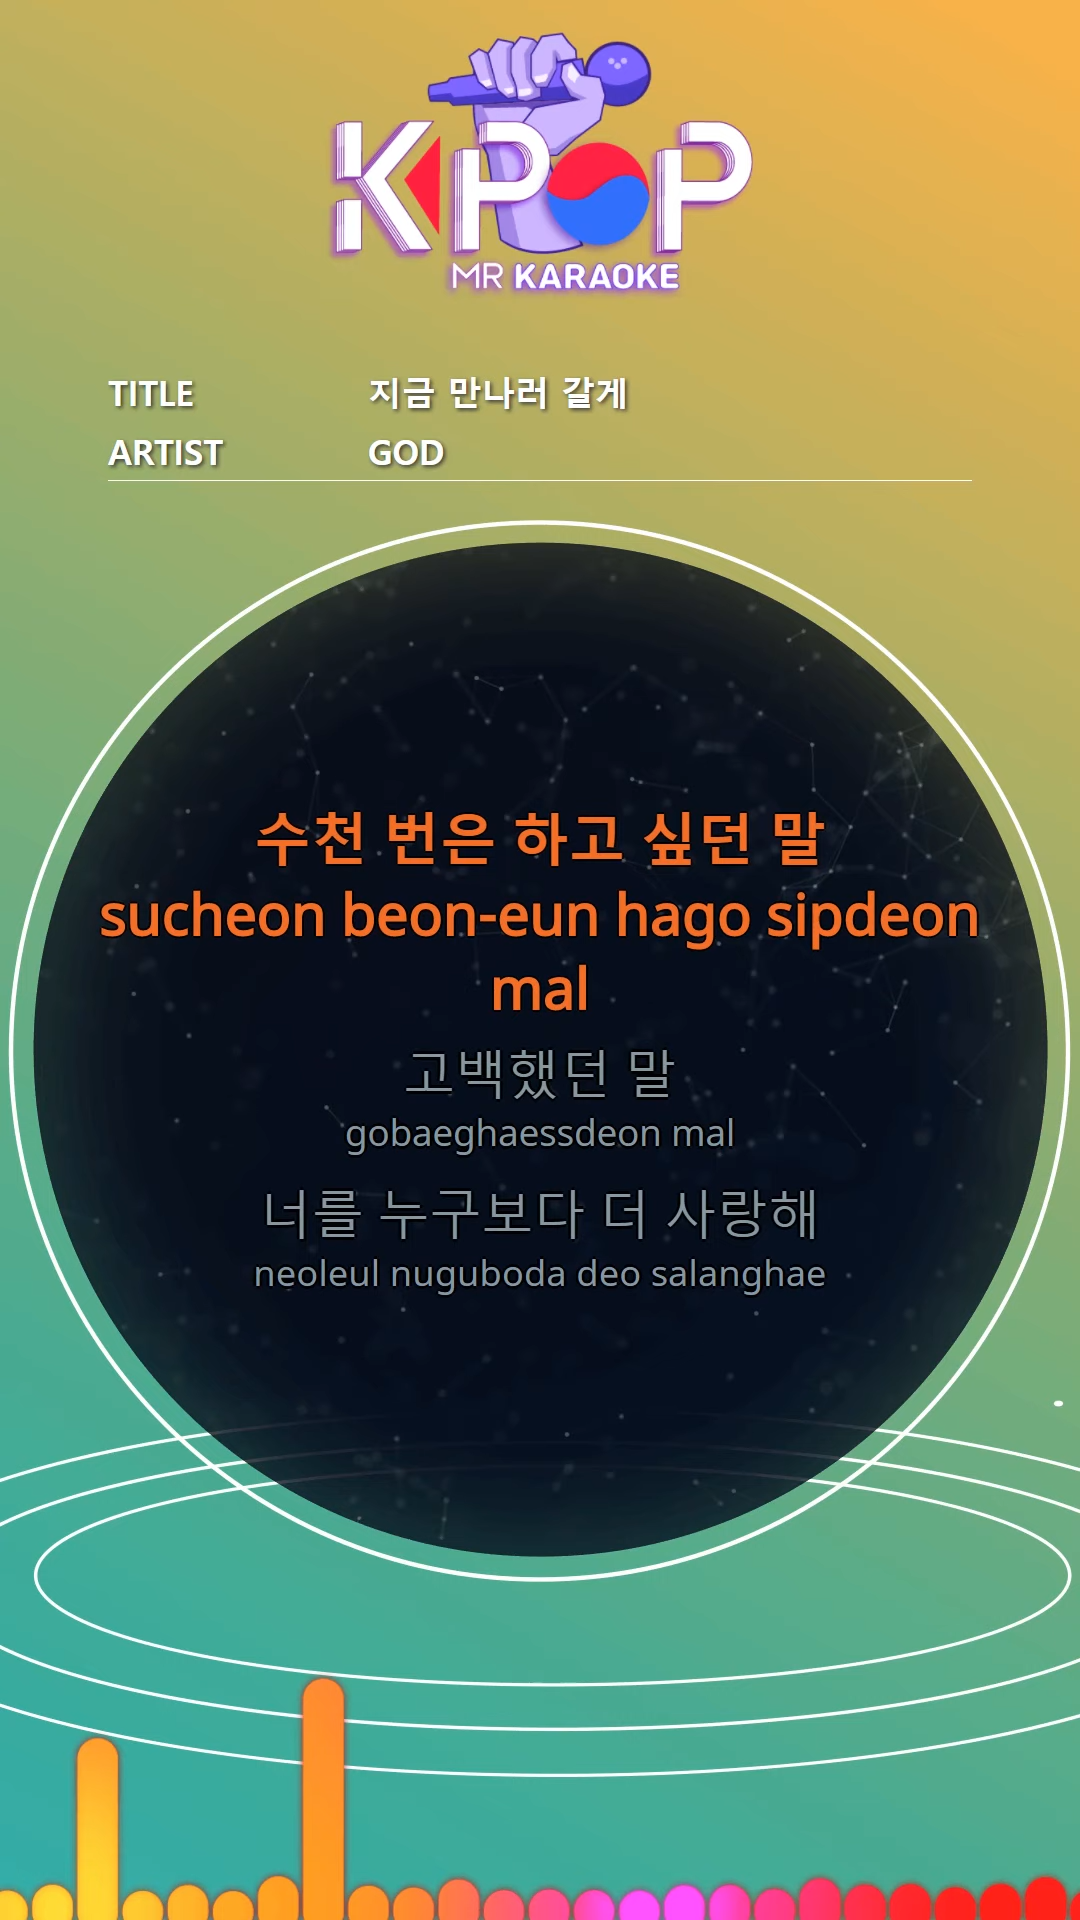 KPOP
MR KARAOKE
TITLE 지금 만나러 갈게
ARTIST GOD
수천 번은 하고 싶던 말
sucheon beon-eun hago sipdeon
mal
고백했던 말
gobaeghaessdeon mal
너를 누구보다 더 사랑해
neoleul nuguboda deo salanghae